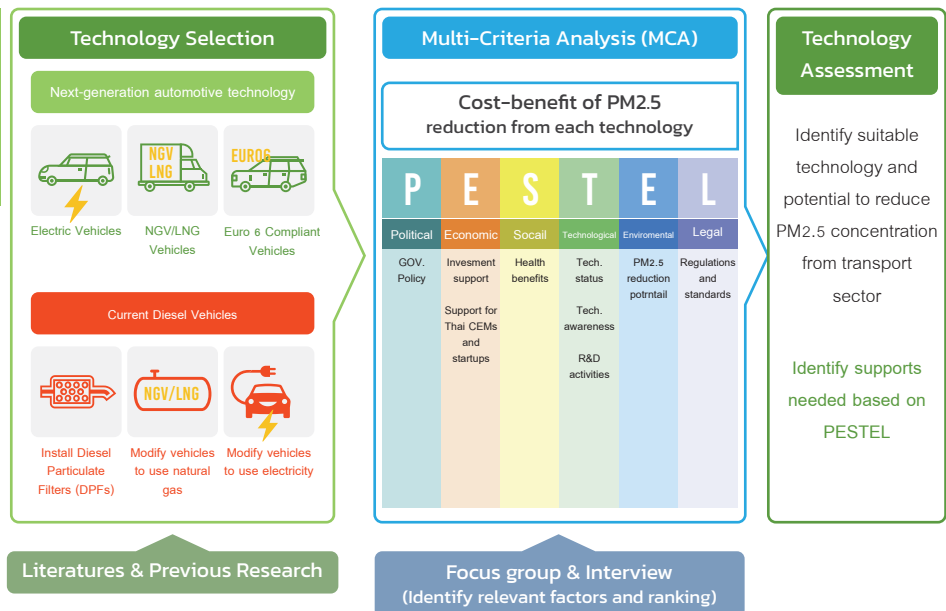 Technology Selection
Next-generation automotive technology
NGV
LNG
EURO6
Electric Vehicles
NGV/LNG
Vehicles
Euro 6 Compliant
Vehicles
Current Diesel Vehicles
NGV/LNG
Install Diesel
Particulate
Filters (DPFs)
Modify vehicles
to use natural
gas
Modify vehicles
to use electricity
Literatures & Previous Research
Multi-Criteria Analysis (MCA)
Cost-benefit of PM2.5
reduction from each technology
P E S T E L
Political Economic Socail Technological Enviromental Legal
GOV.
Policy
Invesment
support
Support for
Thai CEMs
and
startups
Health
benefits
Tech.
status
Tech.
awareness
R&D
activities
PM2.5
reduction
potrntail
Regulations
and
standards
Focus group & Interview
(Identify relevant factors and ranking)
Technology
Assessment
Identify suitable
technology and
potential to reduce
PM2.5 concentration
from transport
sector
Identify supports
needed based on
PESTEL